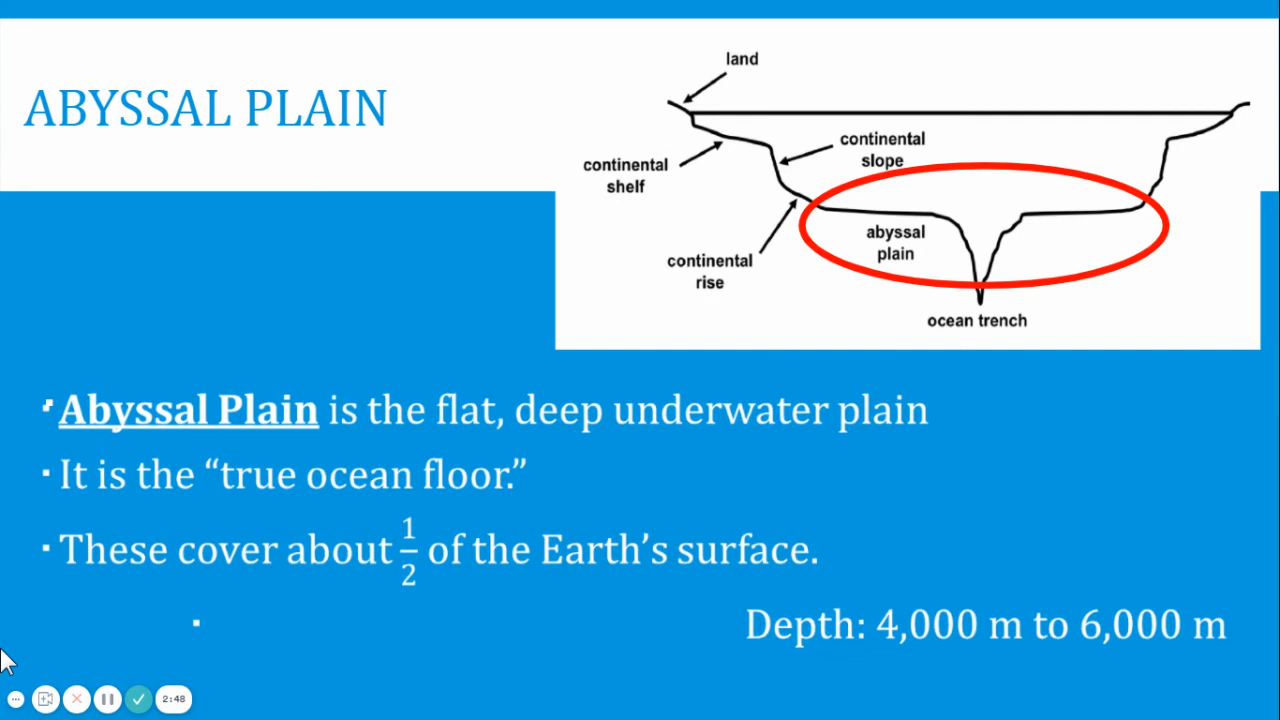 ABYSSAL PLAIN
land
continental
slope
continental
shelf
abyssal
plain
continental
rise
ocean trench
▪ Abyssal Plain is the flat, deep underwater plain
▪ It is the “true ocean floor.”
▪ These cover about 1/2 of the Earth’s surface.
▪ Depth: 4,000 m to 6,000 m
2:48